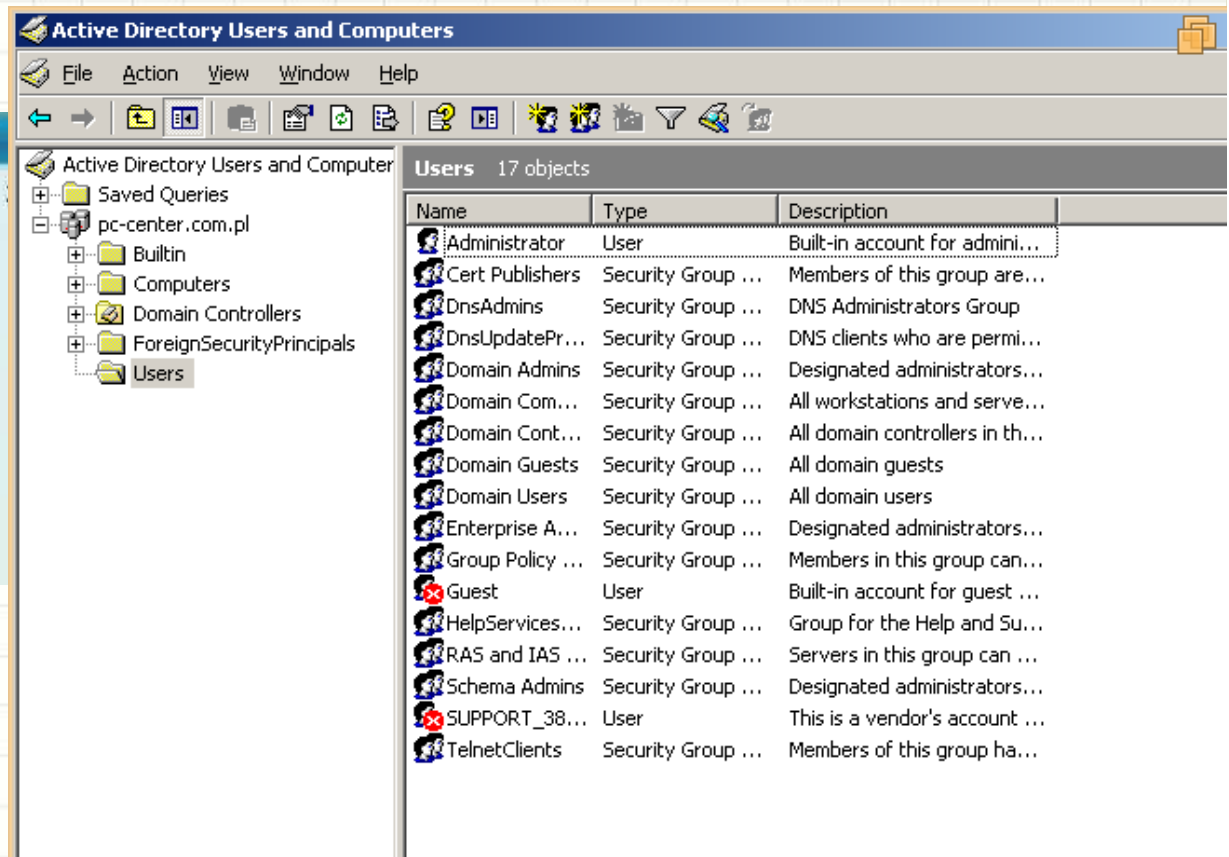 Active Directory Users and Computers
File Action View Window Help
Active Directory Users and Computer
Saved Queries
pc-center.com.pl
Builtin
Computers
Domain Controllers
ForeignSecurityPrincipals
Users
Users 17 objects
Name Type Description
Administrator User Built-in account for admini...
Cert Publishers Security Group ... Members of this group are...
DnsAdmins Security Group ... DNS Administrators Group
DnsUpdatePr... Security Group ... DNS clients who are permi...
Domain Admins Security Group ... Designated administrators...
Domain Com... Security Group ... All workstations and serve...
Domain Cont... Security Group ... All domain controllers in th...
Domain Guests Security Group ... All domain guests
Domain Users Security Group ... All domain users
Enterprise A... Security Group ... Designated administrators...
Group Policy ... Security Group ... Members in this group can...
Guest User Built-in account for guest ...
HelpServices... Security Group ... Group for the Help and Su...
RAS and IAS ... Security Group ... Servers in this group can ...
Schema Admins Security Group ... Designated administrators...
SUPPORT_38... User This is a vendor's account ...
TelnetClients Security Group ... Members of this group ha...